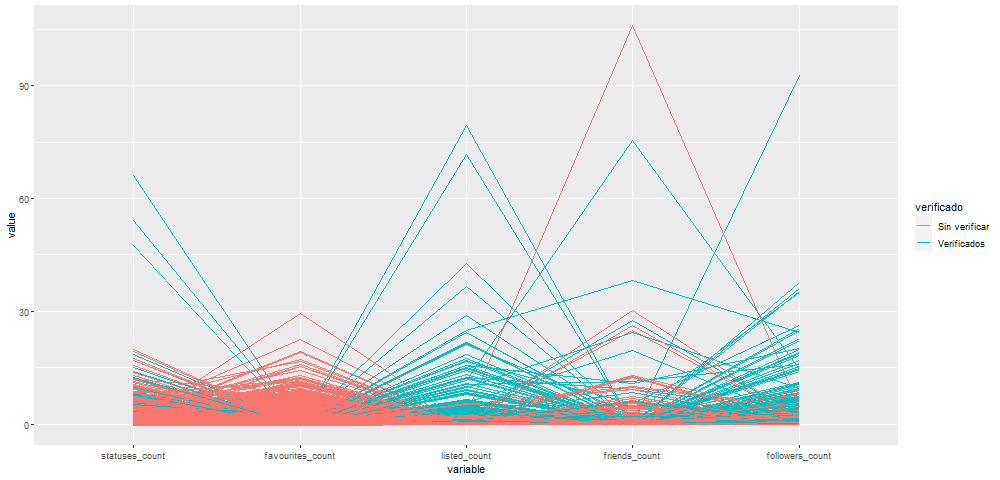 90
60
30
0
value
statuses_count
favourites_count
listed_count
friends_count
followers_count
variable
verificado
Sin verificar
Verificados